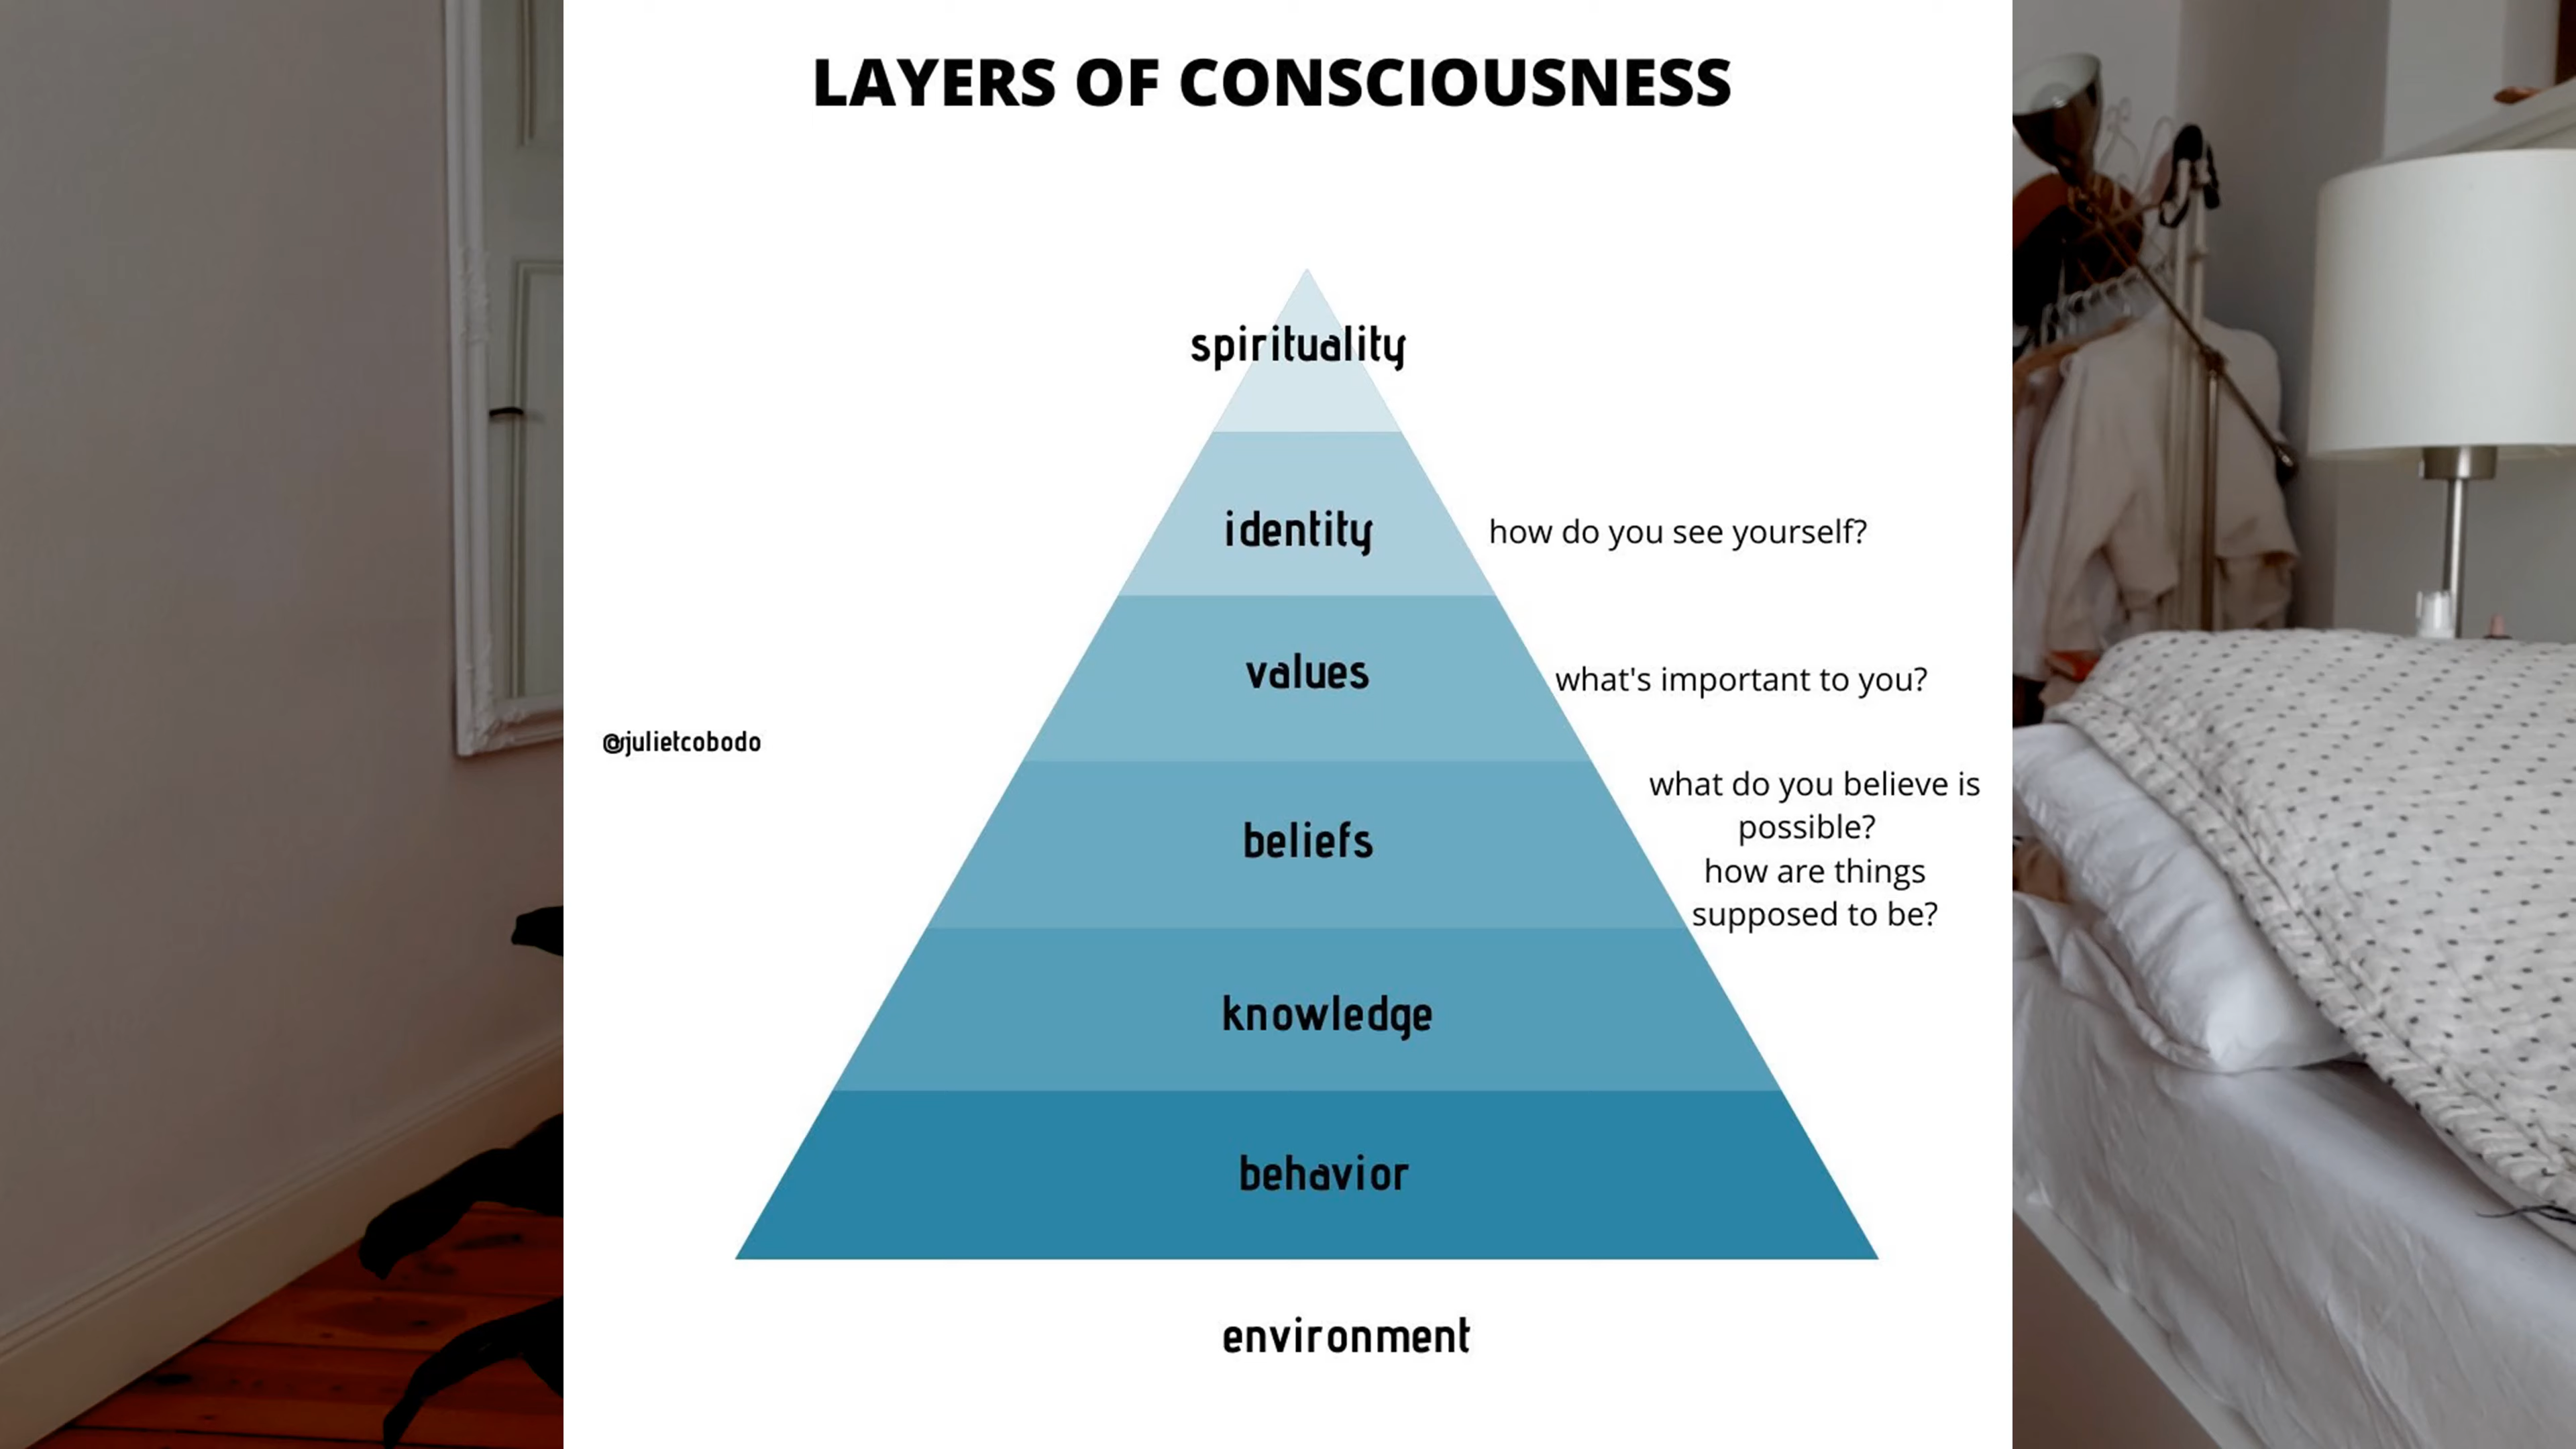 LAYERS OF CONSCIOUSNESS
spirituality
identity
how do you see yourself?
values
what's important to you?
@julietcobodo
beliefs
what do you believe is
possible?
how are things
supposed to be?
knowledge
behavior
environment